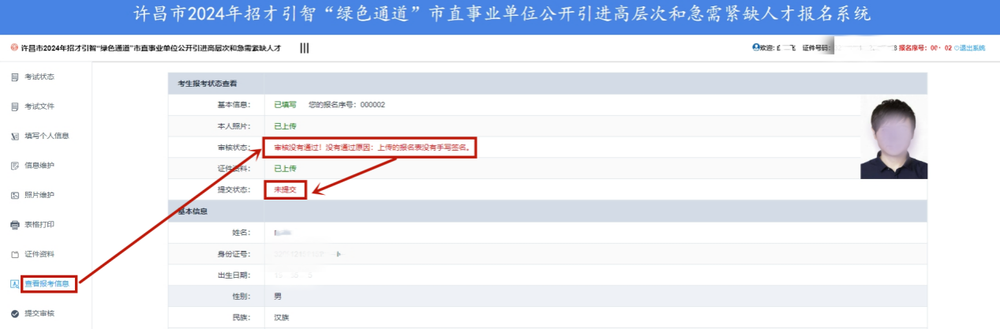 许昌市2024年招才引智“绿色通道”市直事业单位公开引进高层次和急需紧缺人才报名系统
许昌市2024年招才引智“绿色通道”市直事业单位公开引进高层次和急需紧缺人才
欢迎: 证件号码: 8 报名序号: 02 退出系统
考试状态
考试文件
填写个人信息
信息维护
照片维护
表格打印
证件资料
查看报考信息
提交审核
考生报考状态查看
基本信息: 已填写 您的报名序号: 000002
本人照片: 已上传
审核状态: 审核没有通过! 没有通过原因: 上传的报名表没有手写签名。
证件资料: 已上传
提交状态: 未提交
基本信息
姓名:
身份证号:
出生日期:
性别: 男
民族: 汉族